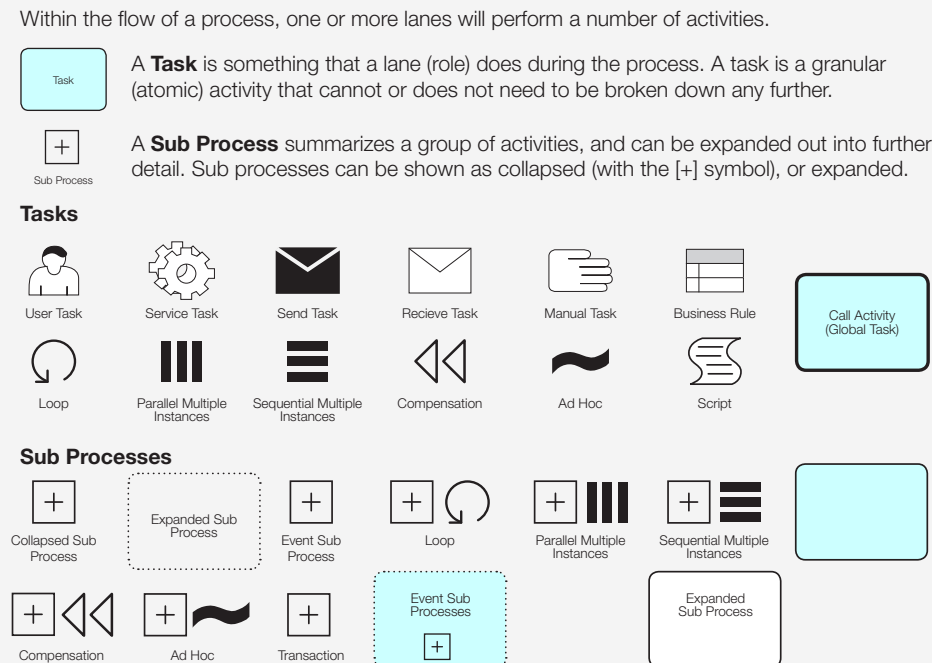 Within the flow of a process, one or more lanes will perform a number of activities.
Task
A Task is something that a lane (role) does during the process. A task is a granular
(atomic) activity that cannot or does not need to be broken down any further.
Sub Process
A Sub Process summarizes a group of activities, and can be expanded out into further
detail. Sub processes can be shown as collapsed (with the [+] symbol), or expanded.
Tasks
User Task
Service Task
Send Task
Recieve Task
Manual Task
Business Rule
Call Activity
(Global Task)
Loop
Parallel Multiple
Instances
Sequential Multiple
Instances
Compensation
Ad Hoc
Script
Sub Processes
Collapsed Sub
Process
Expanded Sub
Process
Event Sub
Process
Loop
Parallel Multiple
Instances
Sequential Multiple
Instances
Compensation
Ad Hoc
Transaction
Event Sub
Processes
Expanded
Sub Process